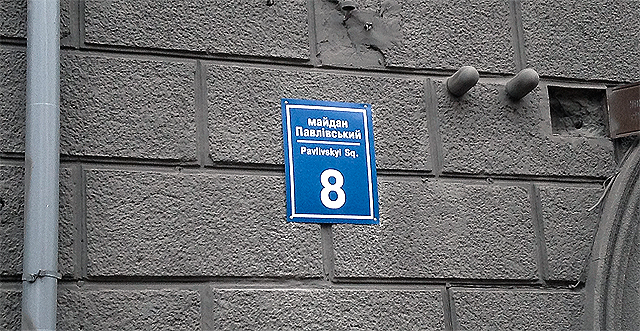 майдан
Павлівський
Pavlivskyi Sq.
8